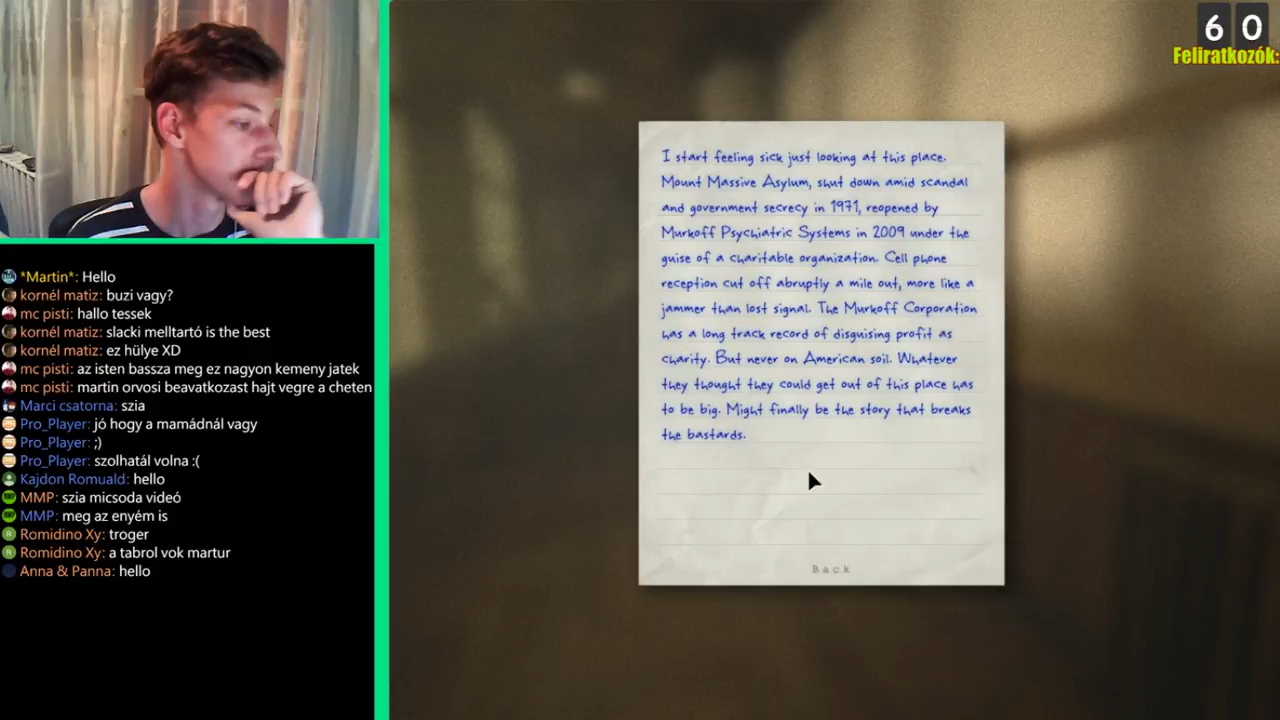 60
Feliratkozók:
*Martin*: Hello
kornél matiz: buzi vagy?
mc pisti: hallo tessek
kornél matiz: slacki melltartó is the best
kornél matiz: ez hülye XD
mc pisti: az isten bassza meg ez nagyon kemeny jatek
mc pisti: martin orvosi beavatkozast hajt vegre a cheten
Marci csatorna: szia
Pro_Player: jó hogy a mamádnál vagy
Pro_Player: ;)
Pro_Player: szolhatál volna :(
Kajdon Romuald: hello
MMP: szia micsoda videó
MMP: meg az enyém is
Romidino Xy: troger
Romidino Xy: a tabrol vok martur
Anna & Panna: hello
I start feeling sick just looking at this place.
Mount Massive Asylum, shut down amid scandal
and government secrecy in 1971, reopened by
Murkoff Psychiatric Systems in 2009 under the
guise of a charitable organization. Cell phone
reception cut off abruptly a mile out, more like a
jammer than lost signal. The Murkoff Corporation
has a long track record of disguising profit as
charity. But never on American soil. Whatever
they thought they could get out of this place has
to be big. Might finally be the story that breaks
the bastards.
Back